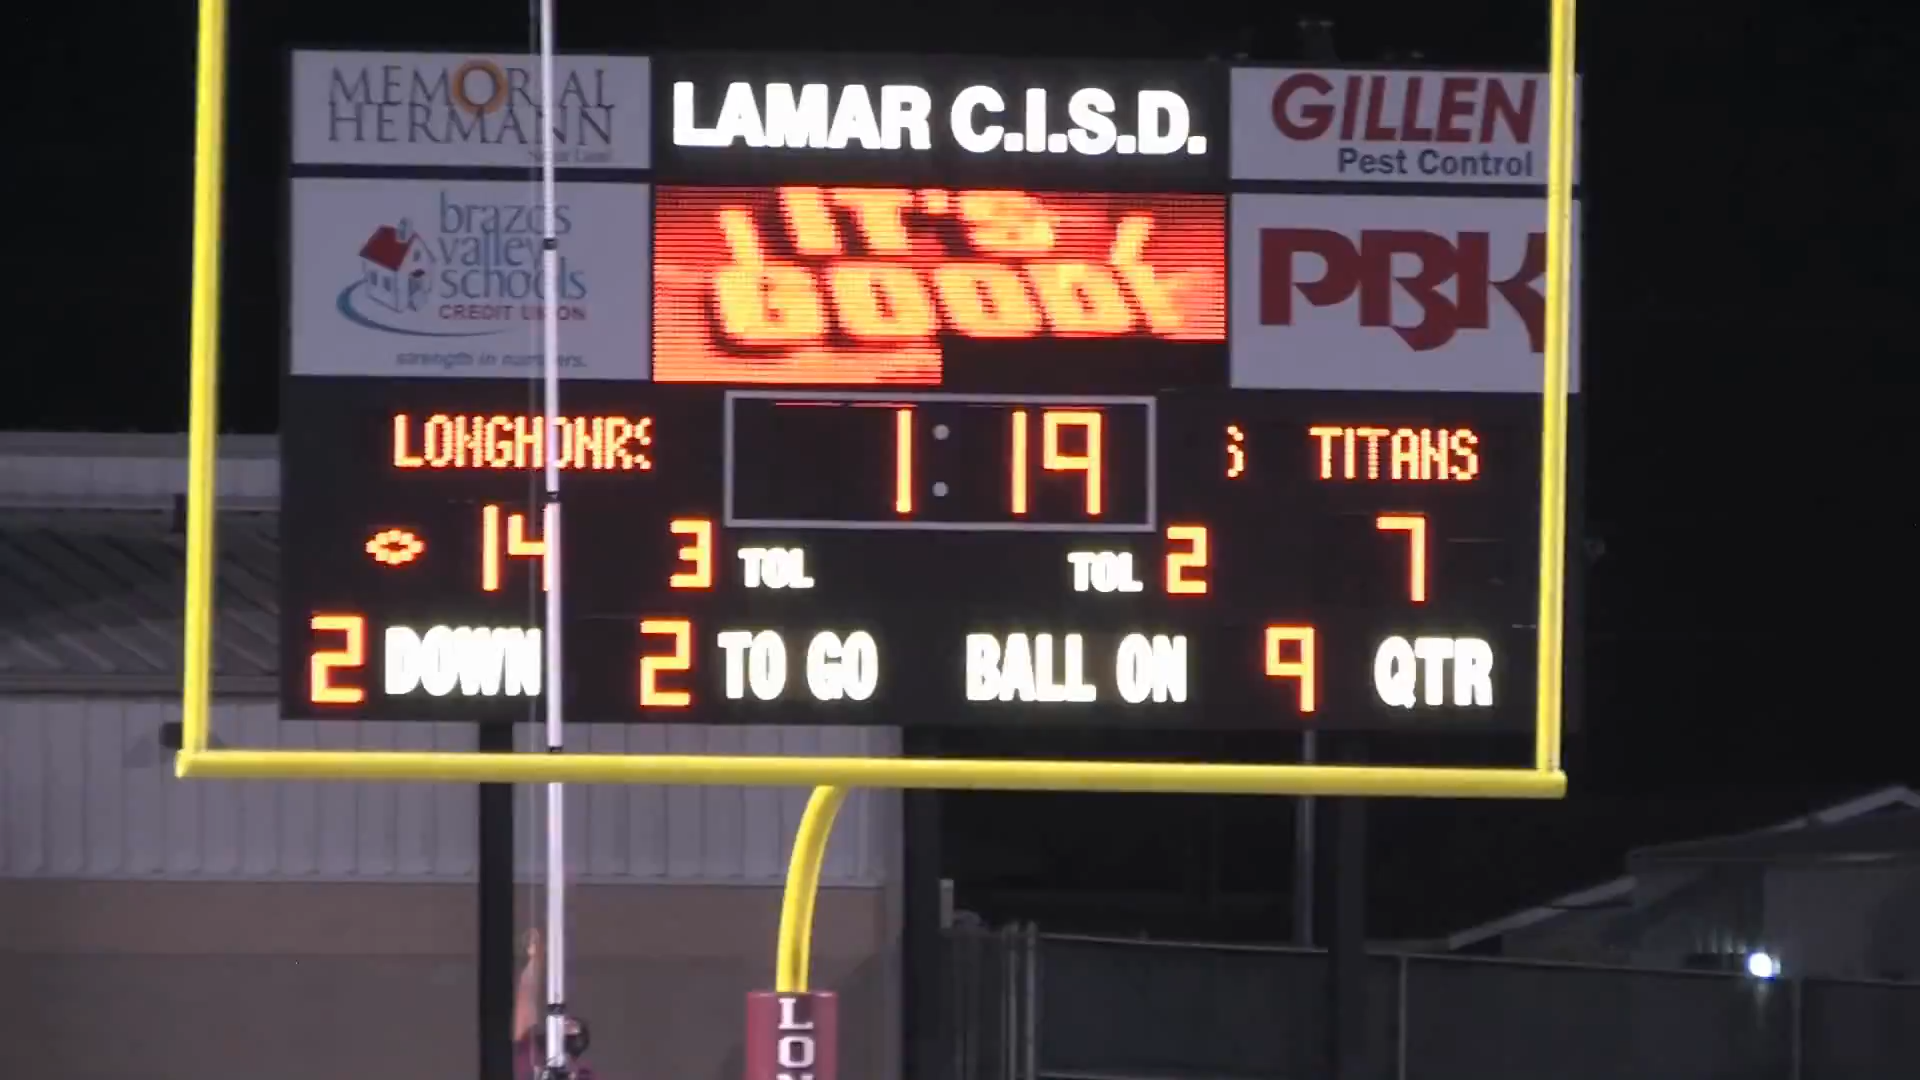 MEMORIAL
HERMANN
LAMAR C.I.S.D.
GILLEN
Pest Control
brazos
valley
schools
CREDIT UNION
strength in numbers.
IT'S
GOOD!
PBK
LONGHONRS
1:19
S TITANS
14 3 TOL TOL 2 7
2 DOWN 2 TO GO BALL ON 9 QTR
L
O
N